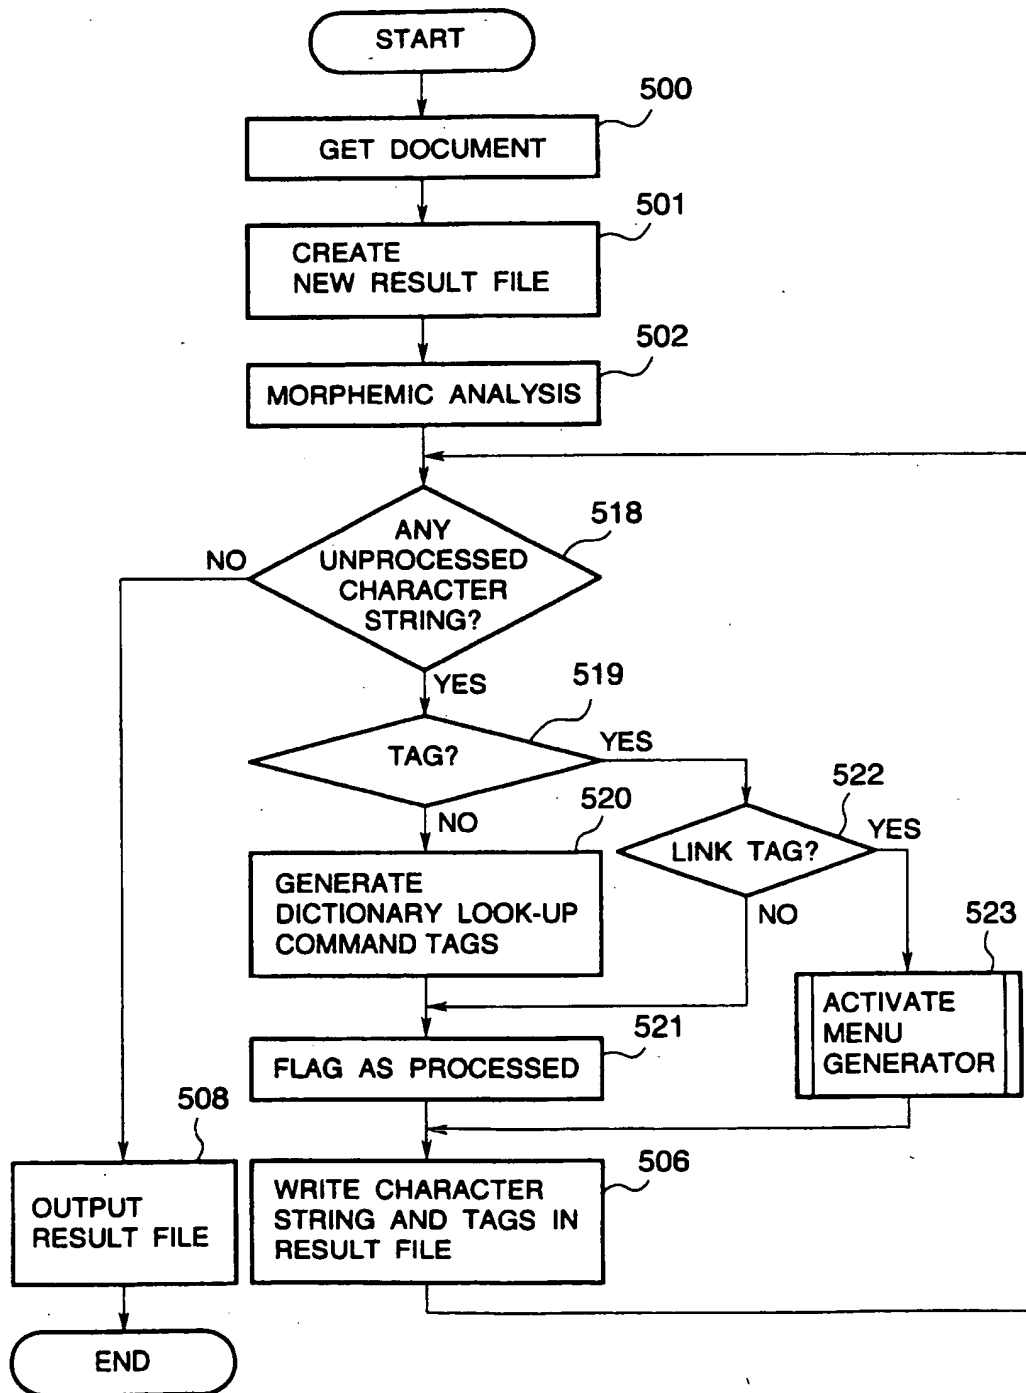 START
500
GET DOCUMENT
501
CREATE
NEW RESULT FILE
502
MORPHEMIC ANALYSIS
518
ANY
UNPROCESSED
CHARACTER
STRING?
NO
YES
519
TAG?
YES
NO
520
522
LINK TAG?
YES
NO
GENERATE
DICTIONARY LOOK-UP
COMMAND TAGS
523
ACTIVATE
MENU
GENERATOR
521
FLAG AS PROCESSED
508
OUTPUT
RESULT FILE
506
WRITE CHARACTER
STRING AND TAGS IN
RESULT FILE
END